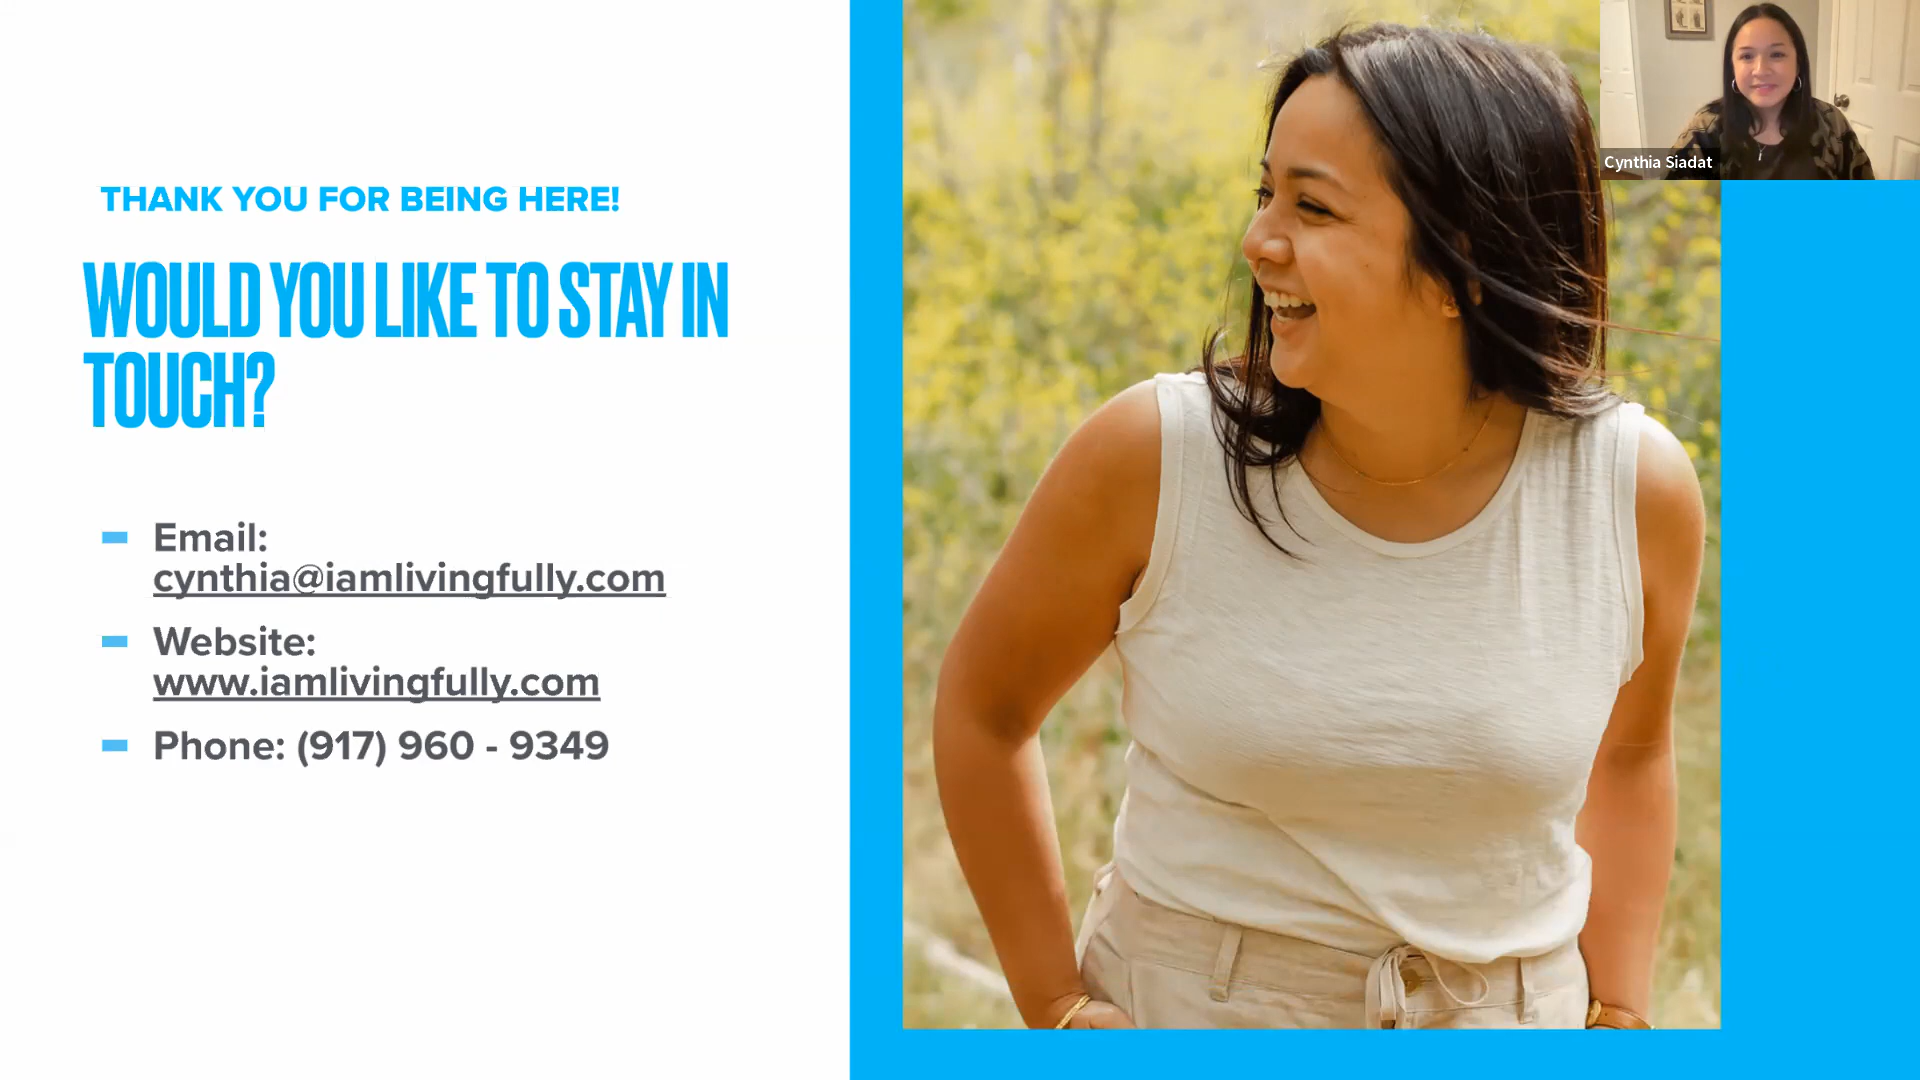 THANK YOU FOR BEING HERE!
WOULD YOU LIKE TO STAY IN
TOUCH?
Email:
cynthia@iamlivingfully.com
Website:
www.iamlivingfully.com
Phone: (917) 960 - 9349
Cynthia Siadat